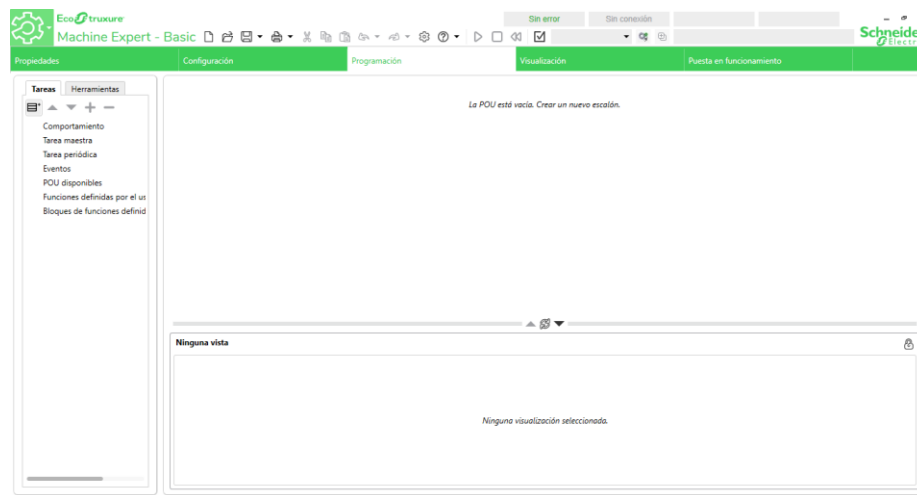 EcoStruxure
Machine Expert - Basic
Sin error
Sin conexión
Schneide
Electr
Propiedades
Configuración
Programación
Visualización
Puesta en funcionamiento
Tareas
Herramientas
Comportamiento
Tarea maestra
Tarea periódica
Eventos
POU disponibles
Funciones definidas por el us
Bloques de funciones definid
La POU está vacía. Crear un nuevo escalón.
Ninguna vista
Ninguna visualización seleccionada.